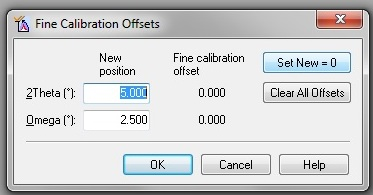 Fine Calibration Offsets
New position
Fine calibration offset
Set New = 0
2Theta (°): 5.000 0.000
Clear All Offsets
Omega (°): 2.500 0.000
OK Cancel Help